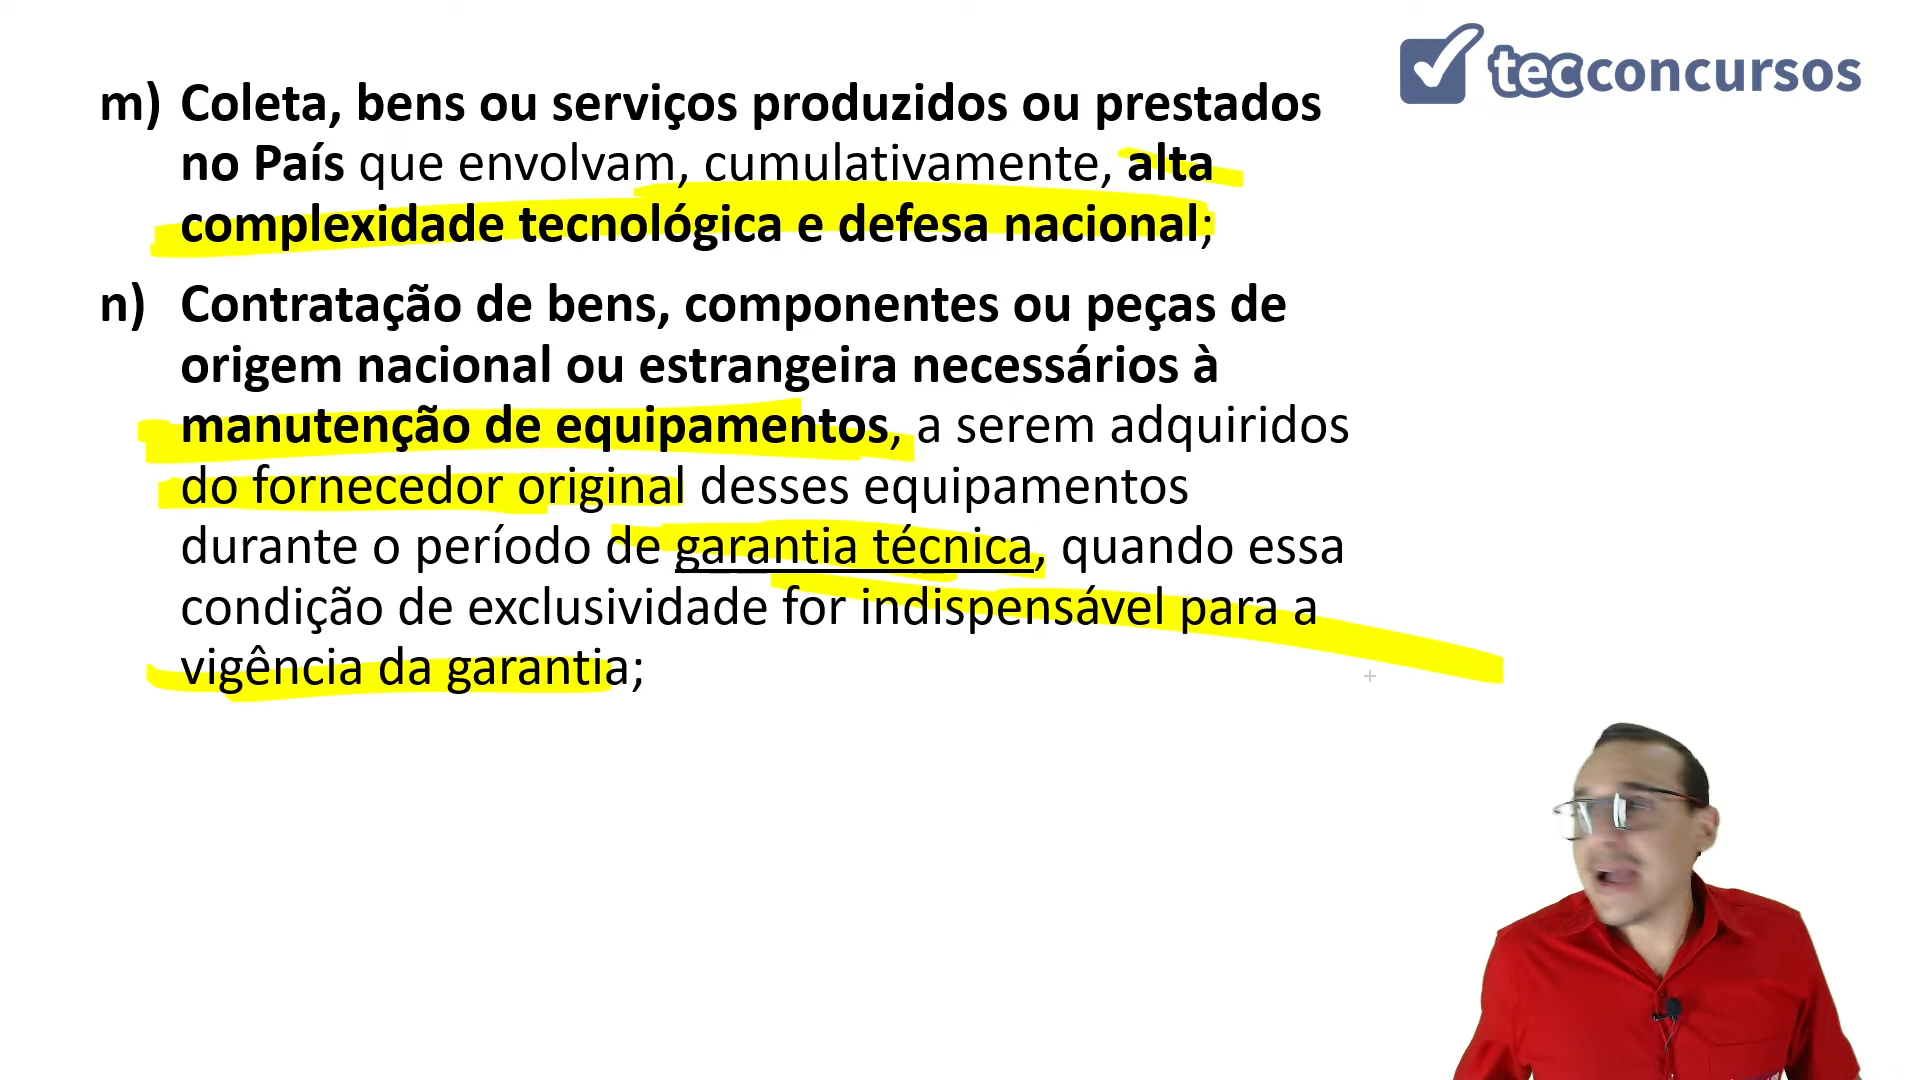 tecconcursos
m) Coleta, bens ou serviços produzidos ou prestados
no País que envolvam, cumulativamente, alta
complexidade tecnológica e defesa nacional;
n) Contratação de bens, componentes ou peças de
origem nacional ou estrangeira necessários à
manutenção de equipamentos, a serem adquiridos
do fornecedor original desses equipamentos
durante o período de garantia técnica, quando essa
condição de exclusividade for indispensável para a
vigência da garantia;